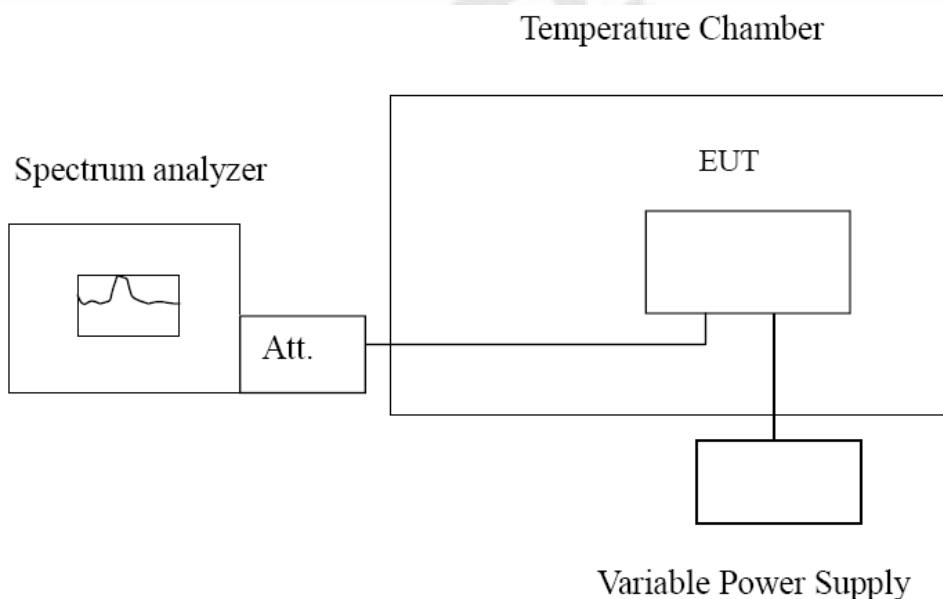 Temperature Chamber
Spectrum analyzer
EUT
Att.
Variable Power Supply